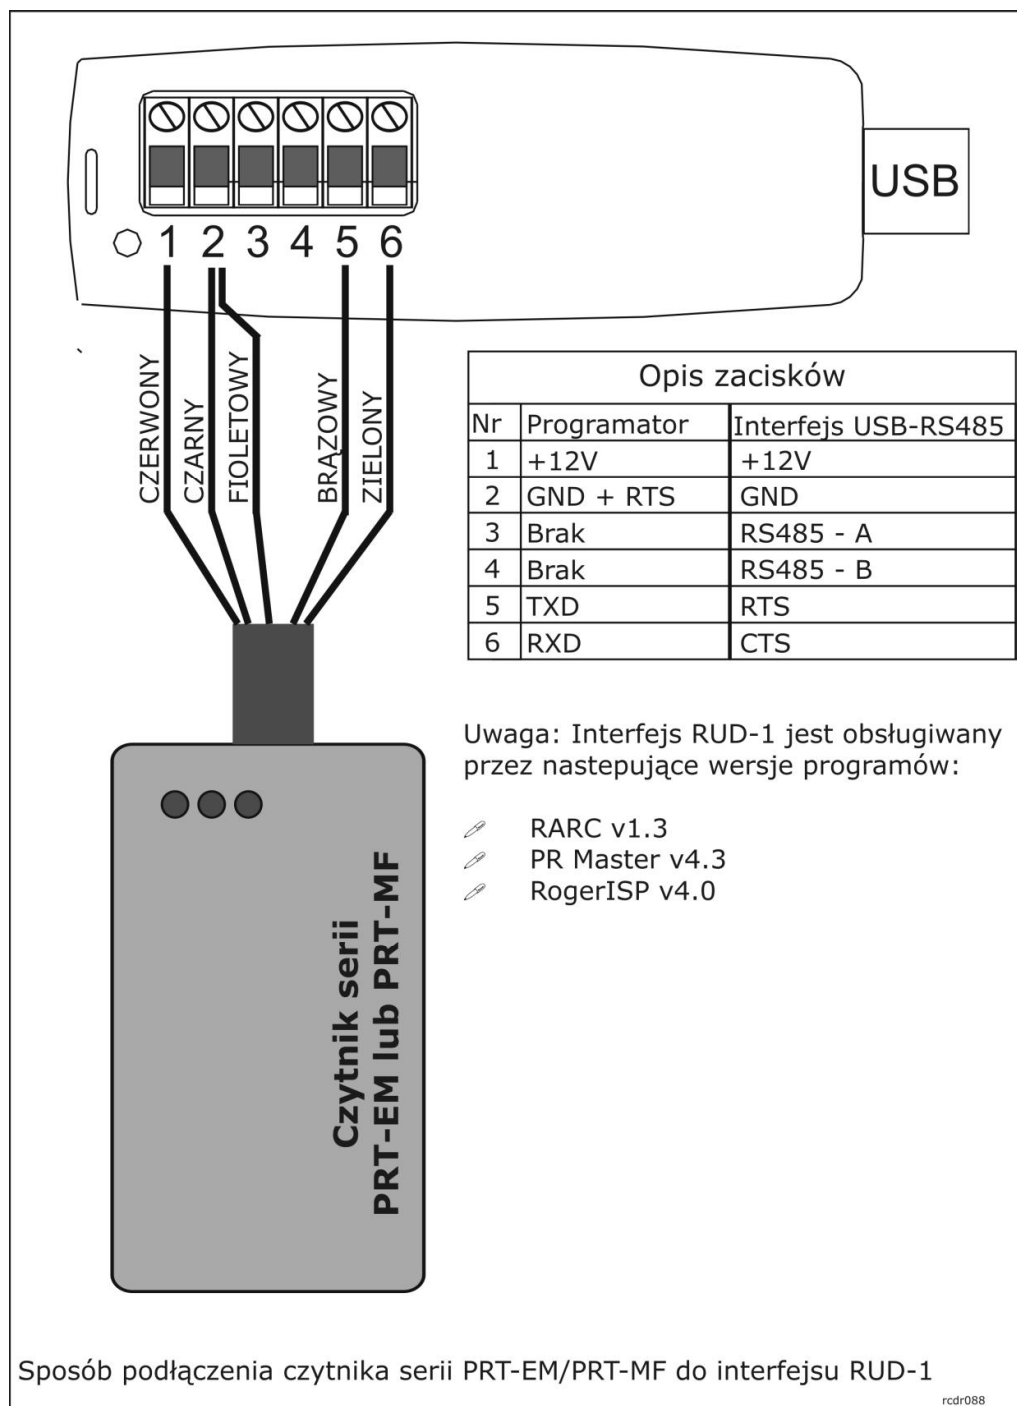 USB
1 2 3 4 5 6
CZERWONY
CZARNY
FIOLETOWY
BRĄZOWY
ZIELONY
Opis zacisków
Nr Programator Interfejs USB-RS485
1 +12V +12V
2 GND + RTS GND
3 Brak RS485 - A
4 Brak RS485 - B
5 TXD RTS
6 RXD CTS
Uwaga: Interfejs RUD-1 jest obsługiwany
przez nastepujące wersje programów:
RARC v1.3
PR Master v4.3
RogerISP v4.0
Czytnik serii
PRT-EM lub PRT-MF
Sposób podłączenia czytnika serii PRT-EM/PRT-MF do interfejsu RUD-1
rcdr088